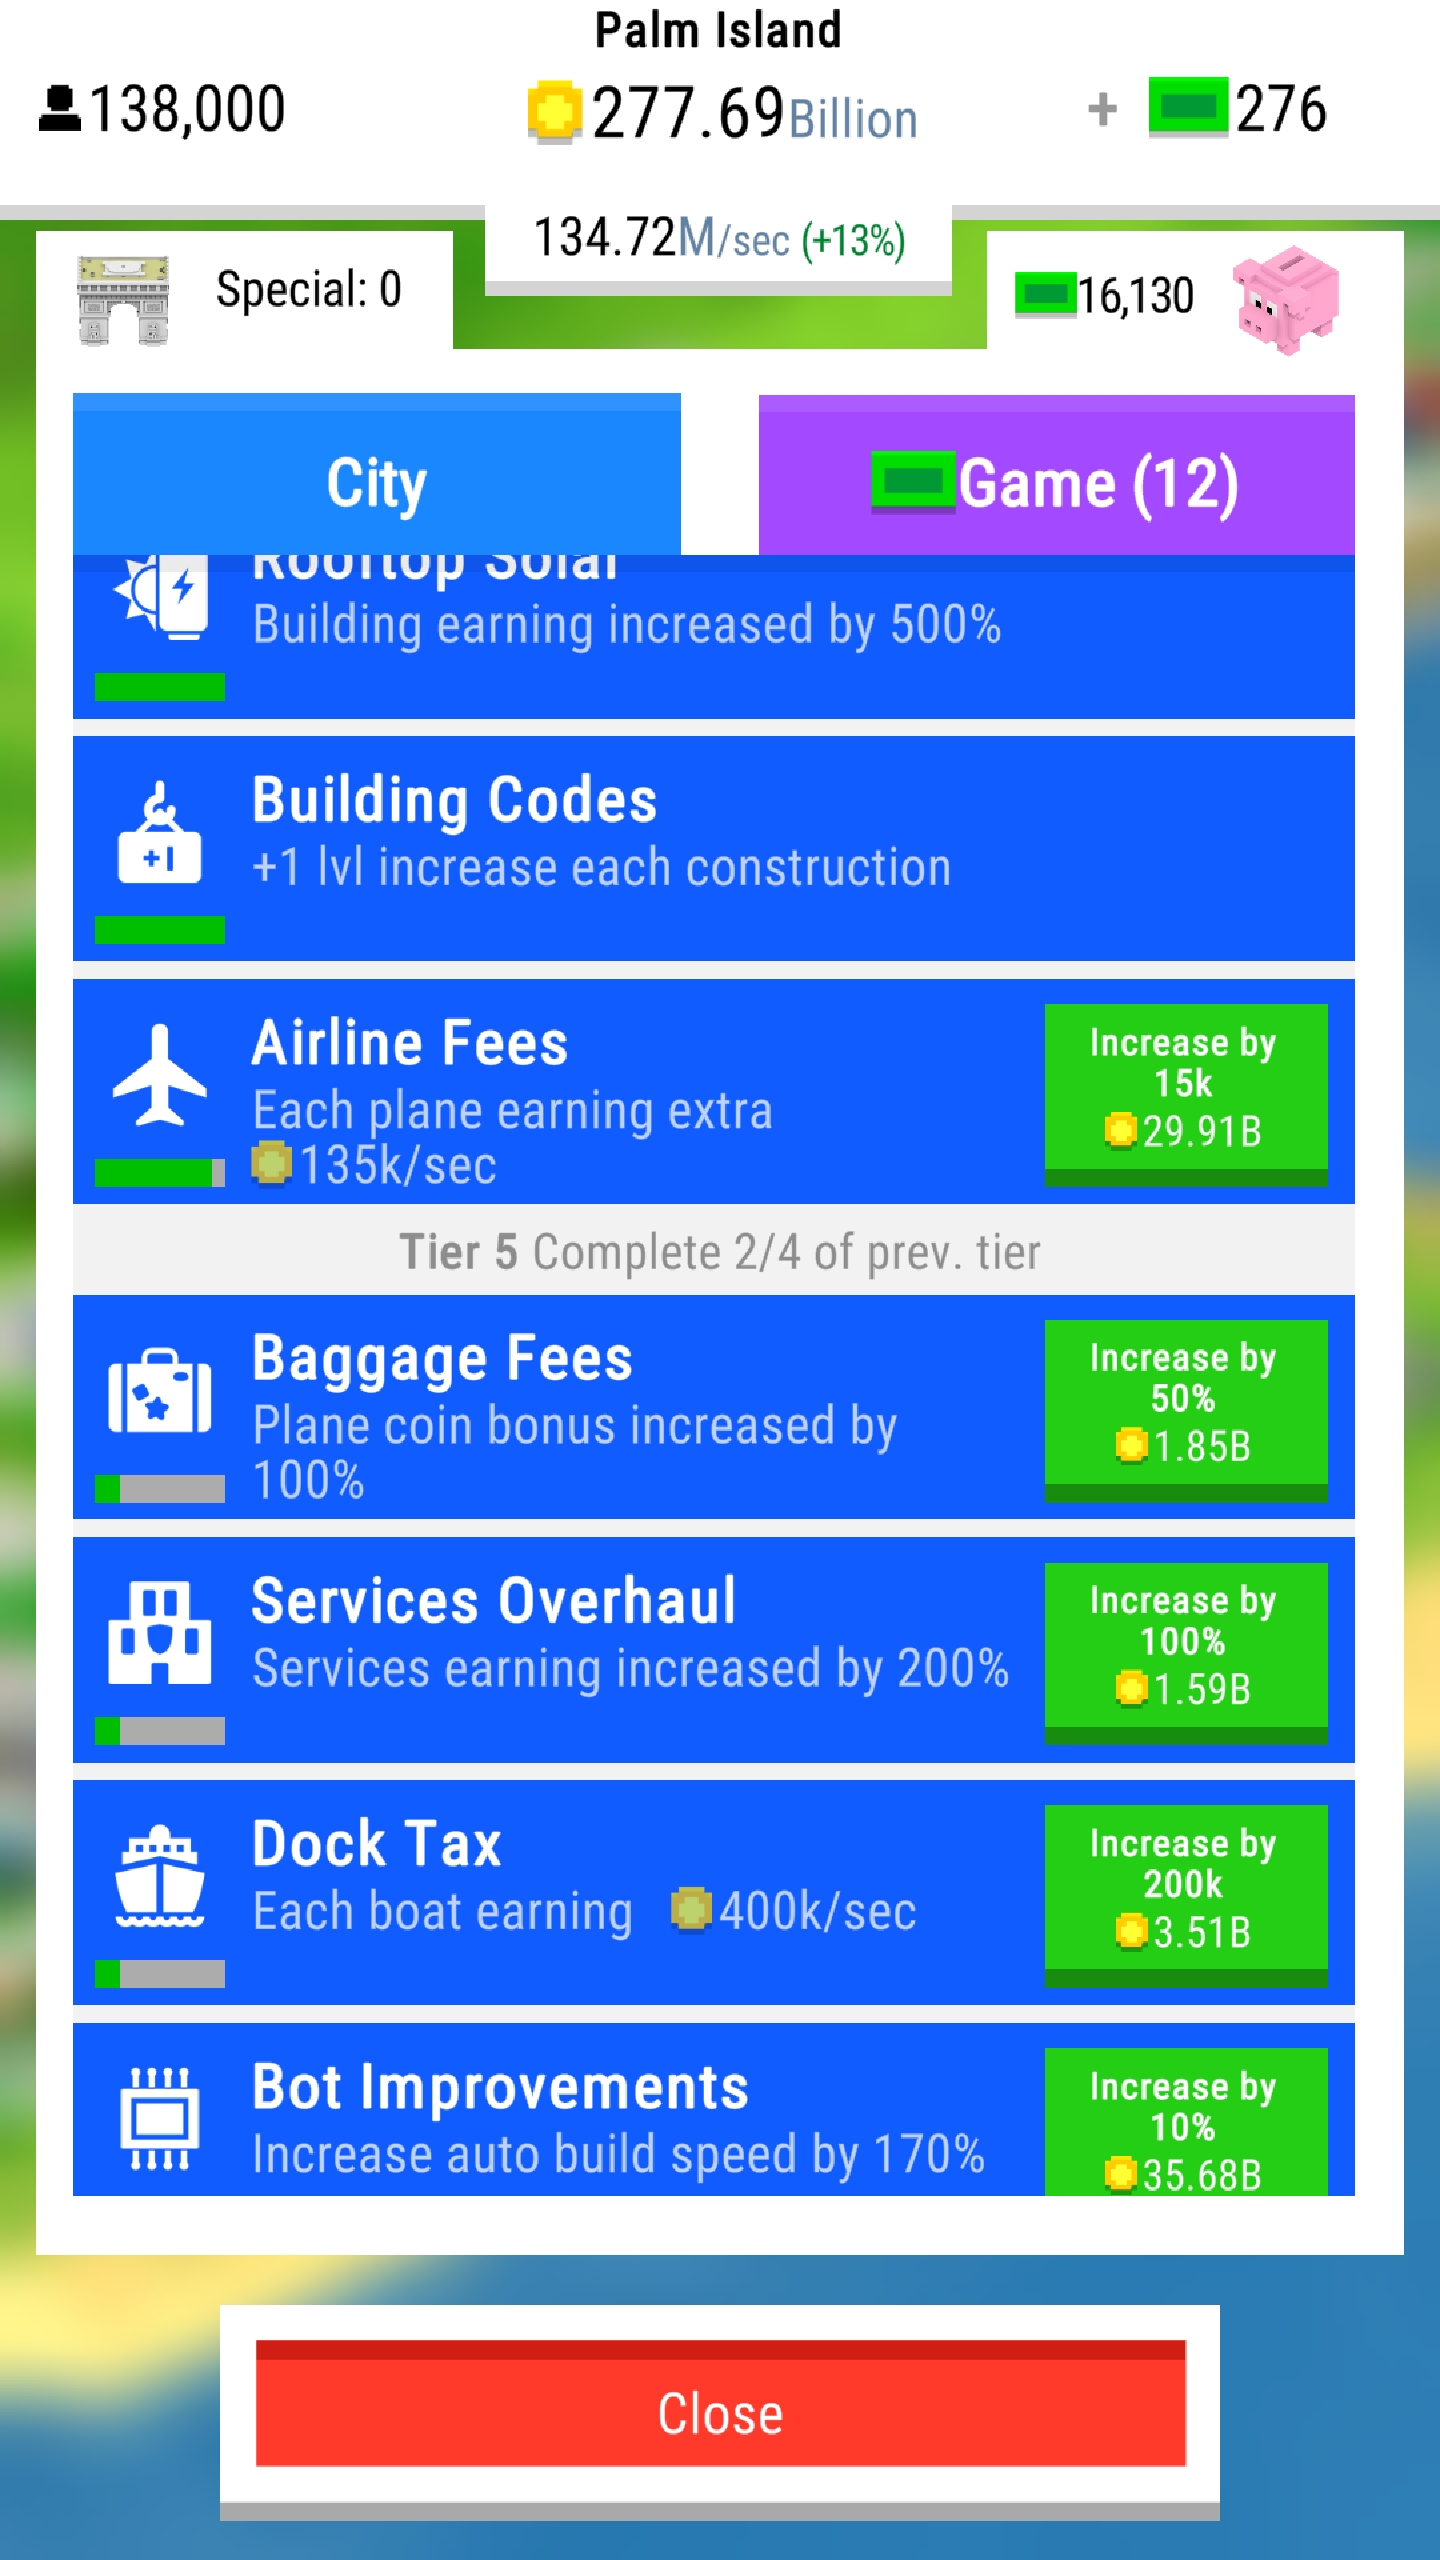 Palm Island
138,000
277.69Billion
+ 276
134.72M/sec (+13%)
Special: 0
16,130
City
Game (12)
Rooftop Solar
Building earning increased by 500%
Building Codes
+1
+1 lvl increase each construction
Airline Fees
Each plane earning extra
135k/sec
Increase by
15k
29.91B
Tier 5 Complete 2/4 of prev. tier
Baggage Fees
Plane coin bonus increased by
100%
Increase by
50%
1.85B
Services Overhaul
Services earning increased by 200%
Increase by
100%
1.59B
Dock Tax
Each boat earning 400k/sec
Increase by
200k
3.51B
Bot Improvements
Increase auto build speed by 170%
Increase by
10%
35.68B
Close